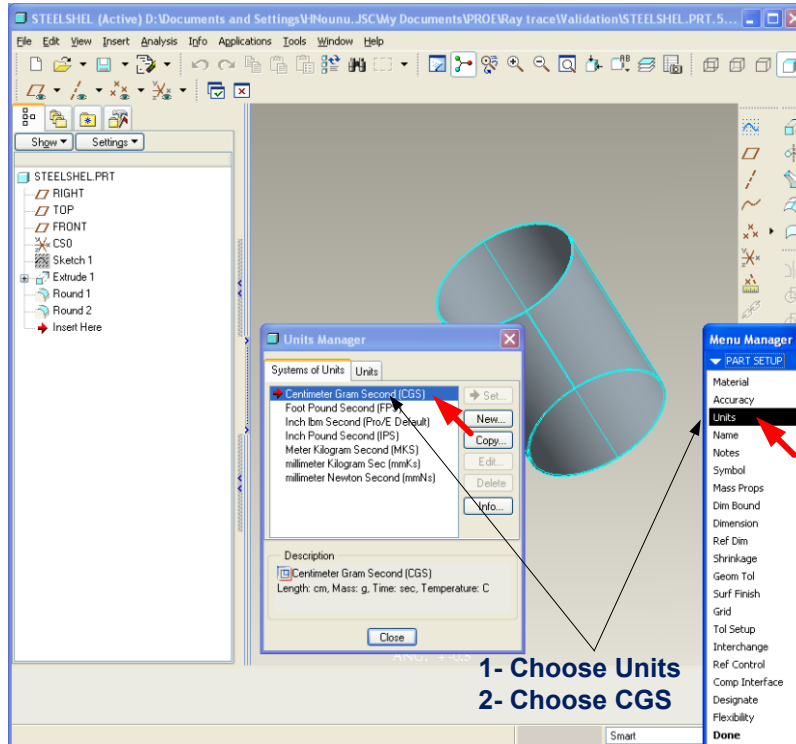 STEELSHEL (Active) D:\Documents and Settings\HNounu.JSC\My Documents\PROE\Ray trace\Validation\STEELSHEL.PRT.5...
File Edit View Insert Analysis Info Applications Tools Window Help
Show Settings
STEELSHEL.PRT
RIGHT
TOP
FRONT
CS0
Sketch 1
Extrude 1
Round 1
Round 2
Insert Here
Units Manager
Systems of Units Units
Centimeter Gram Second (CGS)
Foot Pound Second (FPS)
Inch lbm Second (Pro/E Default)
Inch Pound Second (IPS)
Meter Kilogram Second (MKS)
millimeter Kilogram Sec (mmKs)
millimeter Newton Second (mmNs)
Set...
New...
Copy...
Edit...
Delete
Info...
Description
Centimeter Gram Second (CGS)
Length: cm, Mass: g, Time: sec, Temperature: C
Close
Menu Manager
PART SETUP
Material
Accuracy
Units
Name
Notes
Symbol
Mass Props
Dim Bound
Dimension
Ref Dim
Shrinkage
Geom Tol
Surf Finish
Grid
Tol Setup
Interchange
Ref Control
Comp Interface
Designate
Flexibility
Done
1- Choose Units
2- Choose CGS
Smart